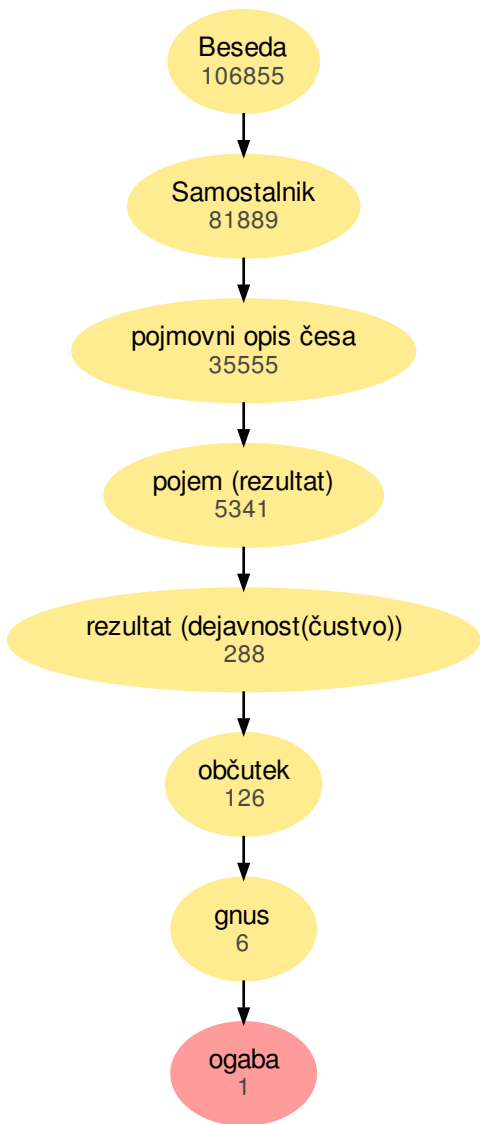 Beseda
106855
Samostalnik
81889
pojmovni opis česa
35555
pojem (rezultat)
5341
rezultat (dejavnost(čustvo))
288
občutek
126
gnus
6
ogaba
1